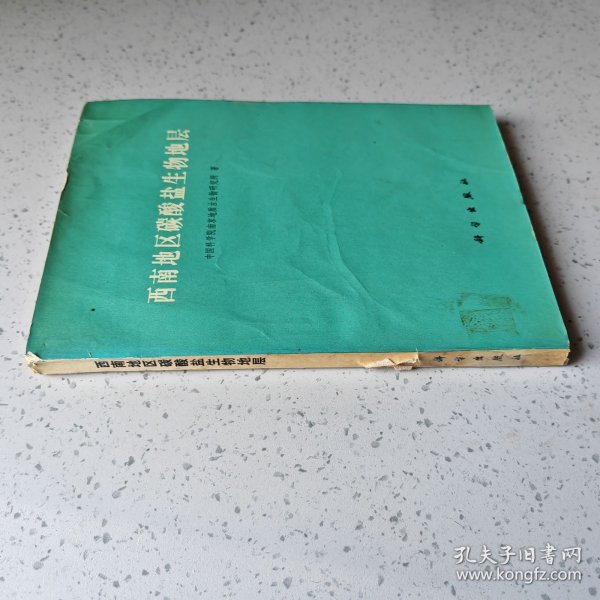 西南地区碳酸盐生物地层
中国科学院南京地质古生物研究所 著
科学出版社
西南地区碳酸盐生物地层
科学出版社
孔夫子旧书网
www.kongfz.com